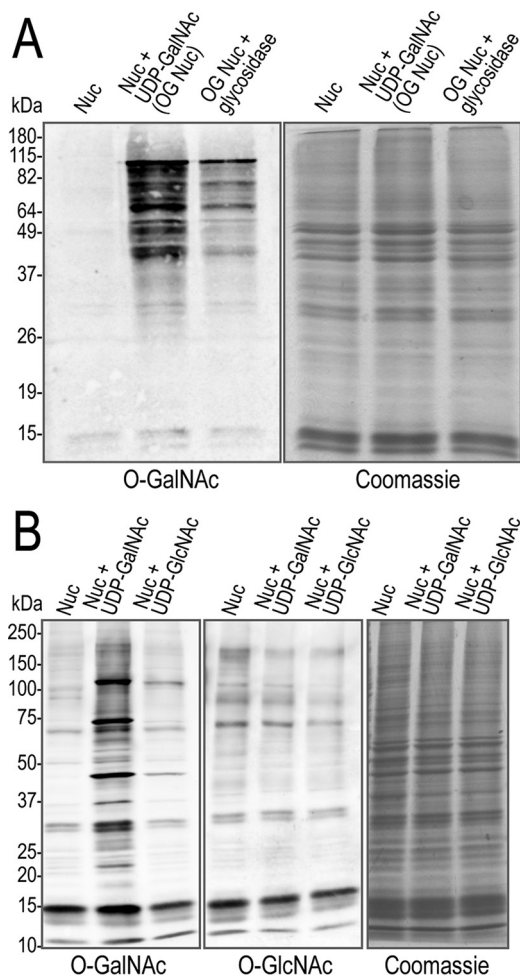 A
kDa
Nuc
Nuc +
UDP-GalNAc
(OG Nuc)
OG Nuc +
glycosidase
Nuc
Nuc +
UDP-GalNAc
(OG Nuc)
OG Nuc +
glycosidase
180-
115-
82-
64-
49-
37-
26-
19-
15-
O-GalNAc
Coomassie
B
kDa
Nuc
Nuc +
UDP-GalNAc
Nuc +
UDP-GlcNAc
Nuc
Nuc +
UDP-GalNAc
Nuc +
UDP-GlcNAc
Nuc
Nuc +
UDP-GalNAc
Nuc +
UDP-GlcNAc
250-
150-
100-
75-
50-
37-
25-
20-
15-
10-
O-GalNAc
O-GlcNAc
Coomassie